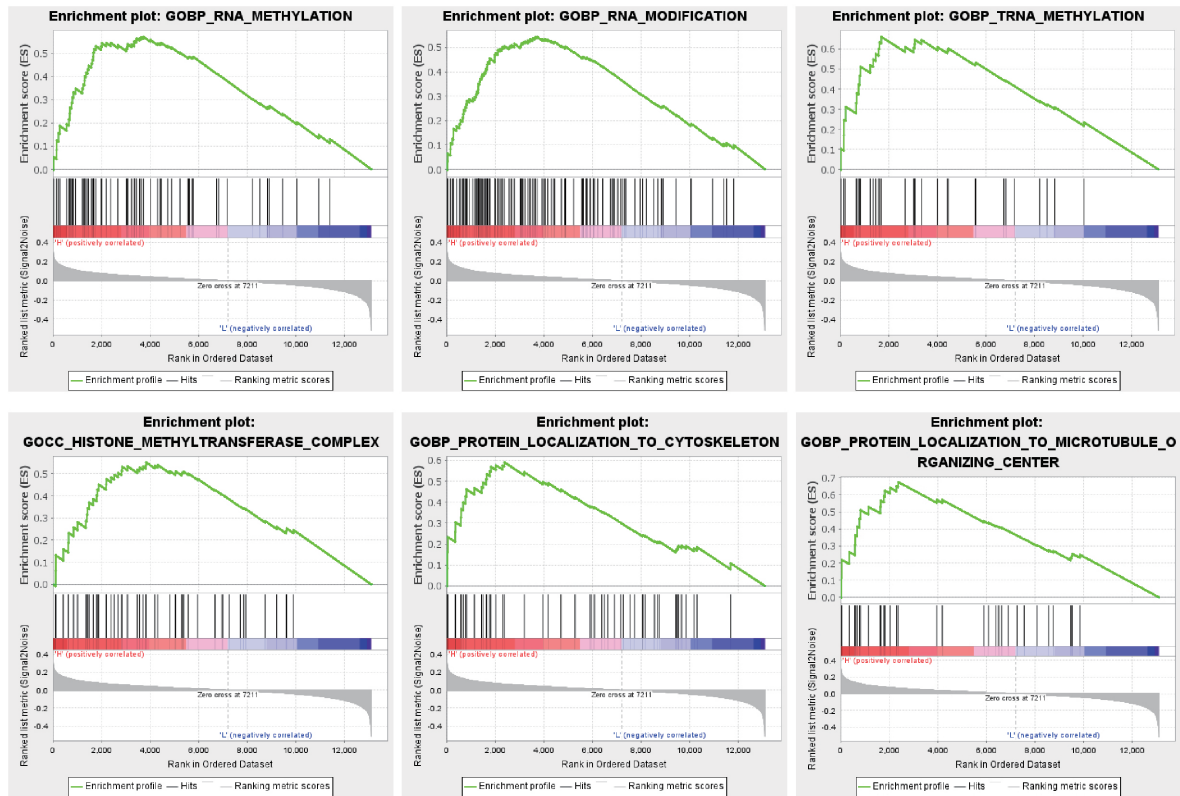 Enrichment plot: GOBP_RNA_METHYLATION
Enrichment score (ES)
0.5
0.4
0.3
0.2
0.1
0.0
Ranked list metric (Signal2Noise)
0.4
0.2
0.0
-0.2
-0.4
'H' (positively correlated)
Zero cross at 7211
'L' (negatively correlated)
0
2,000
4,000
6,000
8,000
10,000
12,000
Rank in Ordered Dataset
Enrichment profile
Hits
Ranking metric scores
Enrichment plot: GOBP_RNA_MODIFICATION
Enrichment score (ES)
0.5
0.4
0.3
0.2
0.1
0.0
Ranked list metric (Signal2Noise)
0.4
0.2
0.0
-0.2
-0.4
'H' (positively correlated)
Zero cross at 7211
'L' (negatively correlated)
0
2,000
4,000
6,000
8,000
10,000
12,000
Rank in Ordered Dataset
Enrichment profile
Hits
Ranking metric scores
Enrichment plot: GOBP_TRNA_METHYLATION
Enrichment score (ES)
0.6
0.5
0.4
0.3
0.2
0.1
0.0
Ranked list metric (Signal2Noise)
0.4
0.2
0.0
-0.2
-0.4
'H' (positively correlated)
Zero cross at 7211
'L' (negatively correlated)
0
2,000
4,000
6,000
8,000
10,000
12,000
Rank in Ordered Dataset
Enrichment profile
Hits
Ranking metric scores
Enrichment plot:
GOCC_HISTONE_METHYLTRANSFERASE_COMPLEX
Enrichment score (ES)
0.5
0.4
0.3
0.2
0.1
0.0
Ranked list metric (Signal2Noise)
0.4
0.2
0.0
-0.2
-0.4
'H' (positively correlated)
Zero cross at 7211
'L' (negatively correlated)
0
2,000
4,000
6,000
8,000
10,000
12,000
Rank in Ordered Dataset
Enrichment profile
Hits
Ranking metric scores
Enrichment plot:
GOBP_PROTEIN_LOCALIZATION_TO_CYTOSKELETON
Enrichment score (ES)
0.6
0.5
0.4
0.3
0.2
0.1
0.0
Ranked list metric (Signal2Noise)
0.4
0.2
0.0
-0.2
-0.4
'H' (positively correlated)
Zero cross at 7211
'L' (negatively correlated)
0
2,000
4,000
6,000
8,000
10,000
12,000
Rank in Ordered Dataset
Enrichment profile
Hits
Ranking metric scores
Enrichment plot:
GOBP_PROTEIN_LOCALIZATION_TO_MICROTUBULE_O
RGANIZING_CENTER
Enrichment score (ES)
0.7
0.6
0.5
0.4
0.3
0.2
0.1
0.0
Ranked list metric (Signal2Noise)
0.4
0.2
0.0
-0.2
-0.4
'H' (positively correlated)
Zero cross at 7211
'L' (negatively correlated)
0
2,000
4,000
6,000
8,000
10,000
12,000
Rank in Ordered Dataset
Enrichment profile
Hits
Ranking metric scores